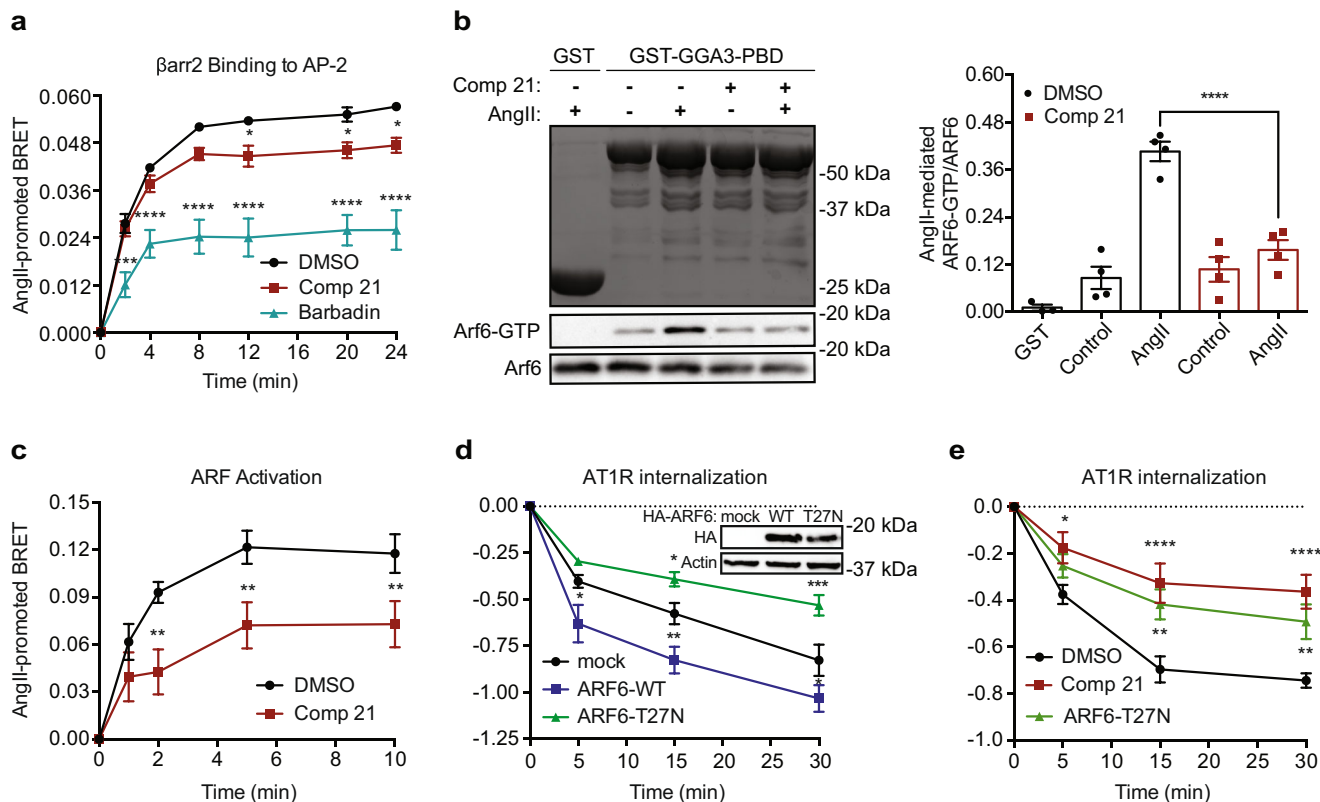 a
βarr2 Binding to AP-2
AngII-promoted BRET
0.060
0.048
0.036
0.024
0.012
0.000
*
*
*
****
****
****
****
****
***
DMSO
Comp 21
Barbadin
0
4
8
12
20
24
Time (min)
b
GST
GST-GGA3-PBD
Comp 21: - - - + +
AngII: + - + - +
-50 kDa
-37 kDa
-25 kDa
-20 kDa
Arf6-GTP
-20 kDa
Arf6
AngII-mediated
ARF6-GTP/ARF6
0.48
0.36
0.24
0.12
0.00
DMSO
Comp 21
****
GST
Control
AngII
Control
AngII
c
ARF Activation
AngII-promoted BRET
0.15
0.12
0.09
0.06
0.03
0.00
**
**
**
DMSO
Comp 21
0
2
4
6
8
10
Time (min)
d
AT1R internalization
0.00
-0.25
-0.50
-0.75
-1.00
-1.25
HA-ARF6: mock WT T27N
-20 kDa
HA
Actin
-37 kDa
*
***
*
**
*
mock
ARF6-WT
ARF6-T27N
0
5
10
15
20
25
30
Time (min)
e
AT1R internalization
0.0
-0.2
-0.4
-0.6
-0.8
-1.0
*
****
****
**
**
DMSO
Comp 21
ARF6-T27N
0
5
10
15
20
25
30
Time (min)